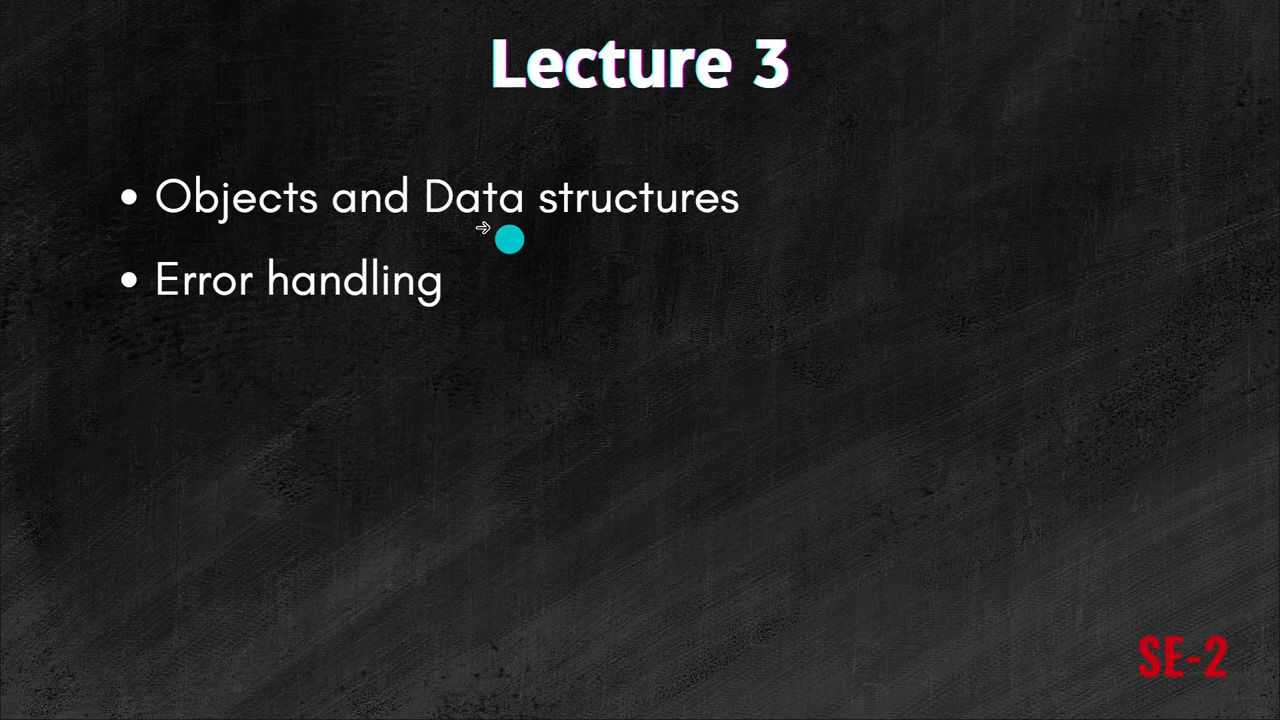 Lecture 3
• Objects and Data structures
• Error handling
SE-2